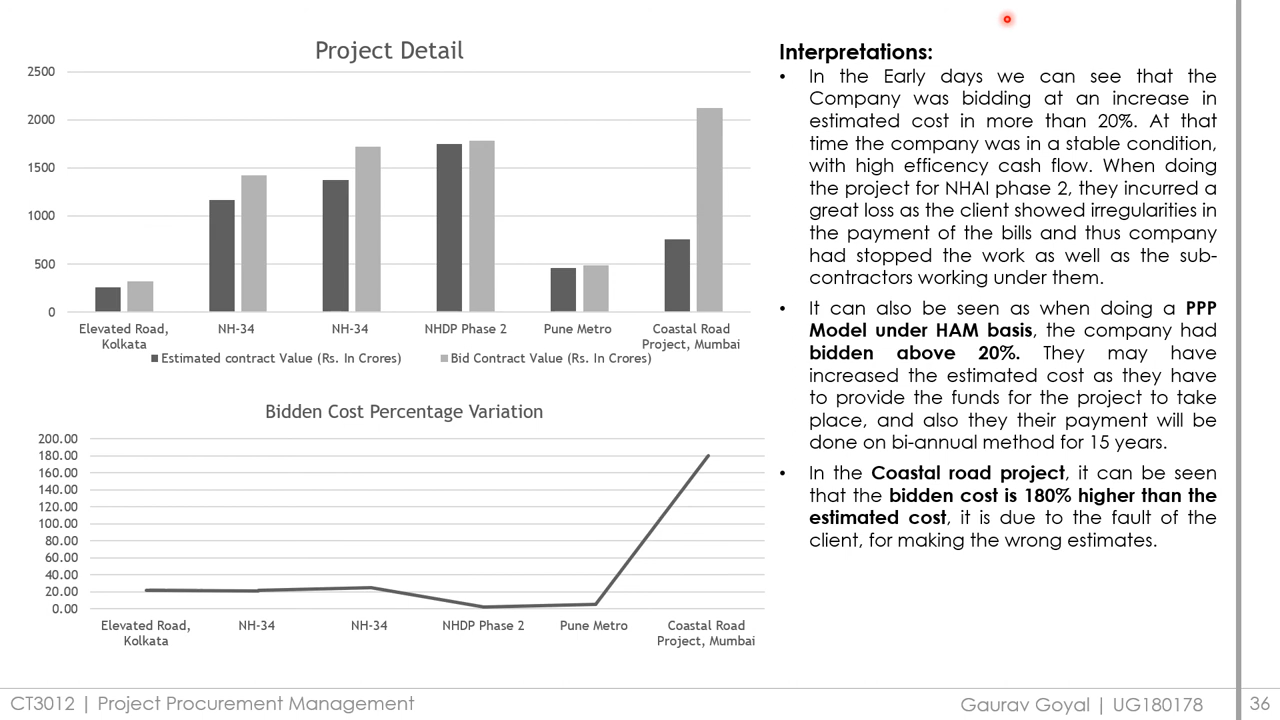 Project Detail
2500
2000
1500
1000
500
0
Elevated Road,
Kolkata
NH-34
NH-34
NHDP Phase 2
Pune Metro
Coastal Road
Project, Mumbai
Estimated contract Value (Rs. In Crores)
Bid Contract Value (Rs. In Crores)
Bidden Cost Percentage Variation
200.00
180.00
160.00
140.00
120.00
100.00
80.00
60.00
40.00
20.00
0.00
Elevated Road,
Kolkata
NH-34
NH-34
NHDP Phase 2
Pune Metro
Coastal Road
Project, Mumbai
Interpretations:
• In the Early days we can see that the
Company was bidding at an increase in
estimated cost in more than 20%. At that
time the company was in a stable condition,
with high efficency cash flow. When doing
the project for NHAI phase 2, they incurred a
great loss as the client showed irregularities in
the payment of the bills and thus company
had stopped the work as well as the sub-
contractors working under them.
• It can also be seen as when doing a PPP
Model under HAM basis, the company had
bidden above 20%. They may have
increased the estimated cost as they have
to provide the funds for the project to take
place, and also they their payment will be
done on bi-annual method for 15 years.
• In the Coastal road project, it can be seen
that the bidden cost is 180% higher than the
estimated cost, it is due to the fault of the
client, for making the wrong estimates.
CT3012 | Project Procurement Management
Gaurav Goyal | UG180178
36